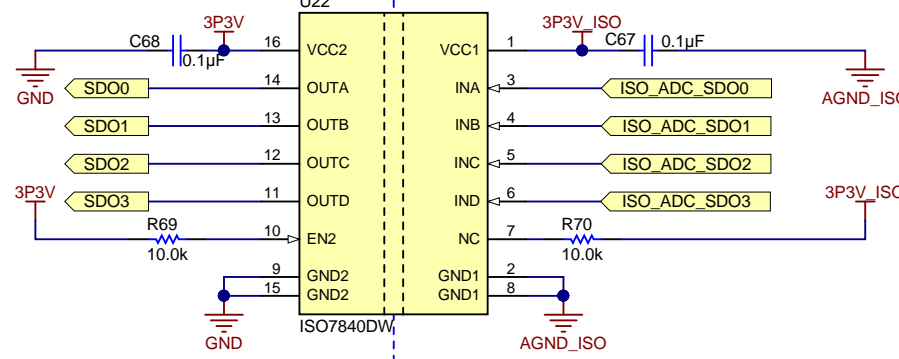 U22
3P3V
3P3V_ISO
C68
0.1µF
16
VCC2
VCC1
1
C67
0.1µF
GND
SDO0
14
OUTA
INA
3
ISO_ADC_SDO0
AGND_ISO
SDO1
13
OUTB
INB
4
ISO_ADC_SDO1
SDO2
12
OUTC
INC
5
ISO_ADC_SDO2
3P3V
SDO3
11
OUTD
IND
6
ISO_ADC_SDO3
3P3V_ISO
R69
10.0k
10
EN2
NC
7
R70
10.0k
9
GND2
GND1
2
15
GND2
GND1
8
ISO7840DW
GND
AGND_ISO